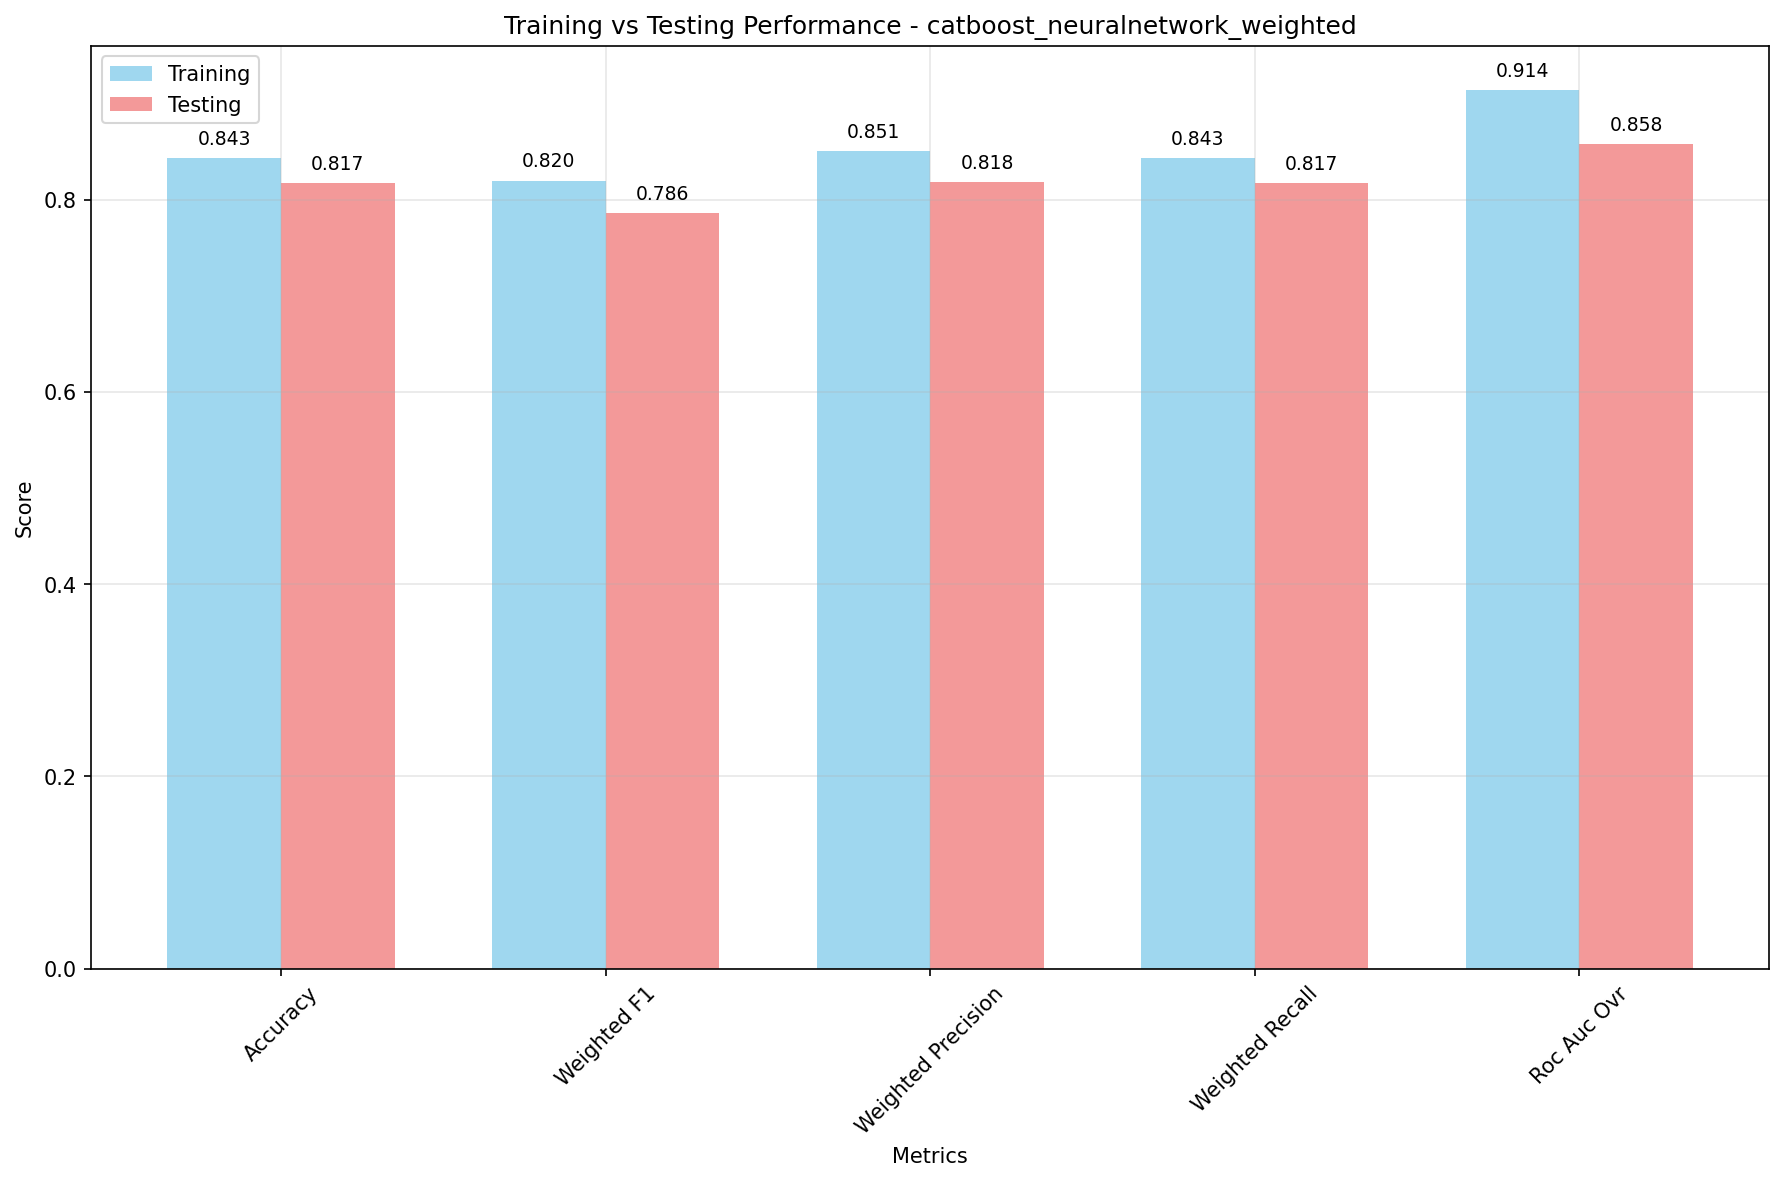 Training vs Testing Performance - catboost_neuralnetwork_weighted
Training
Testing
0.843
0.817
0.820
0.786
0.851
0.818
0.843
0.817
0.914
0.858
Score
0.8
0.6
0.4
0.2
0.0
Accuracy
Weighted F1
Weighted Precision
Weighted Recall
Roc Auc Ovr
Metrics